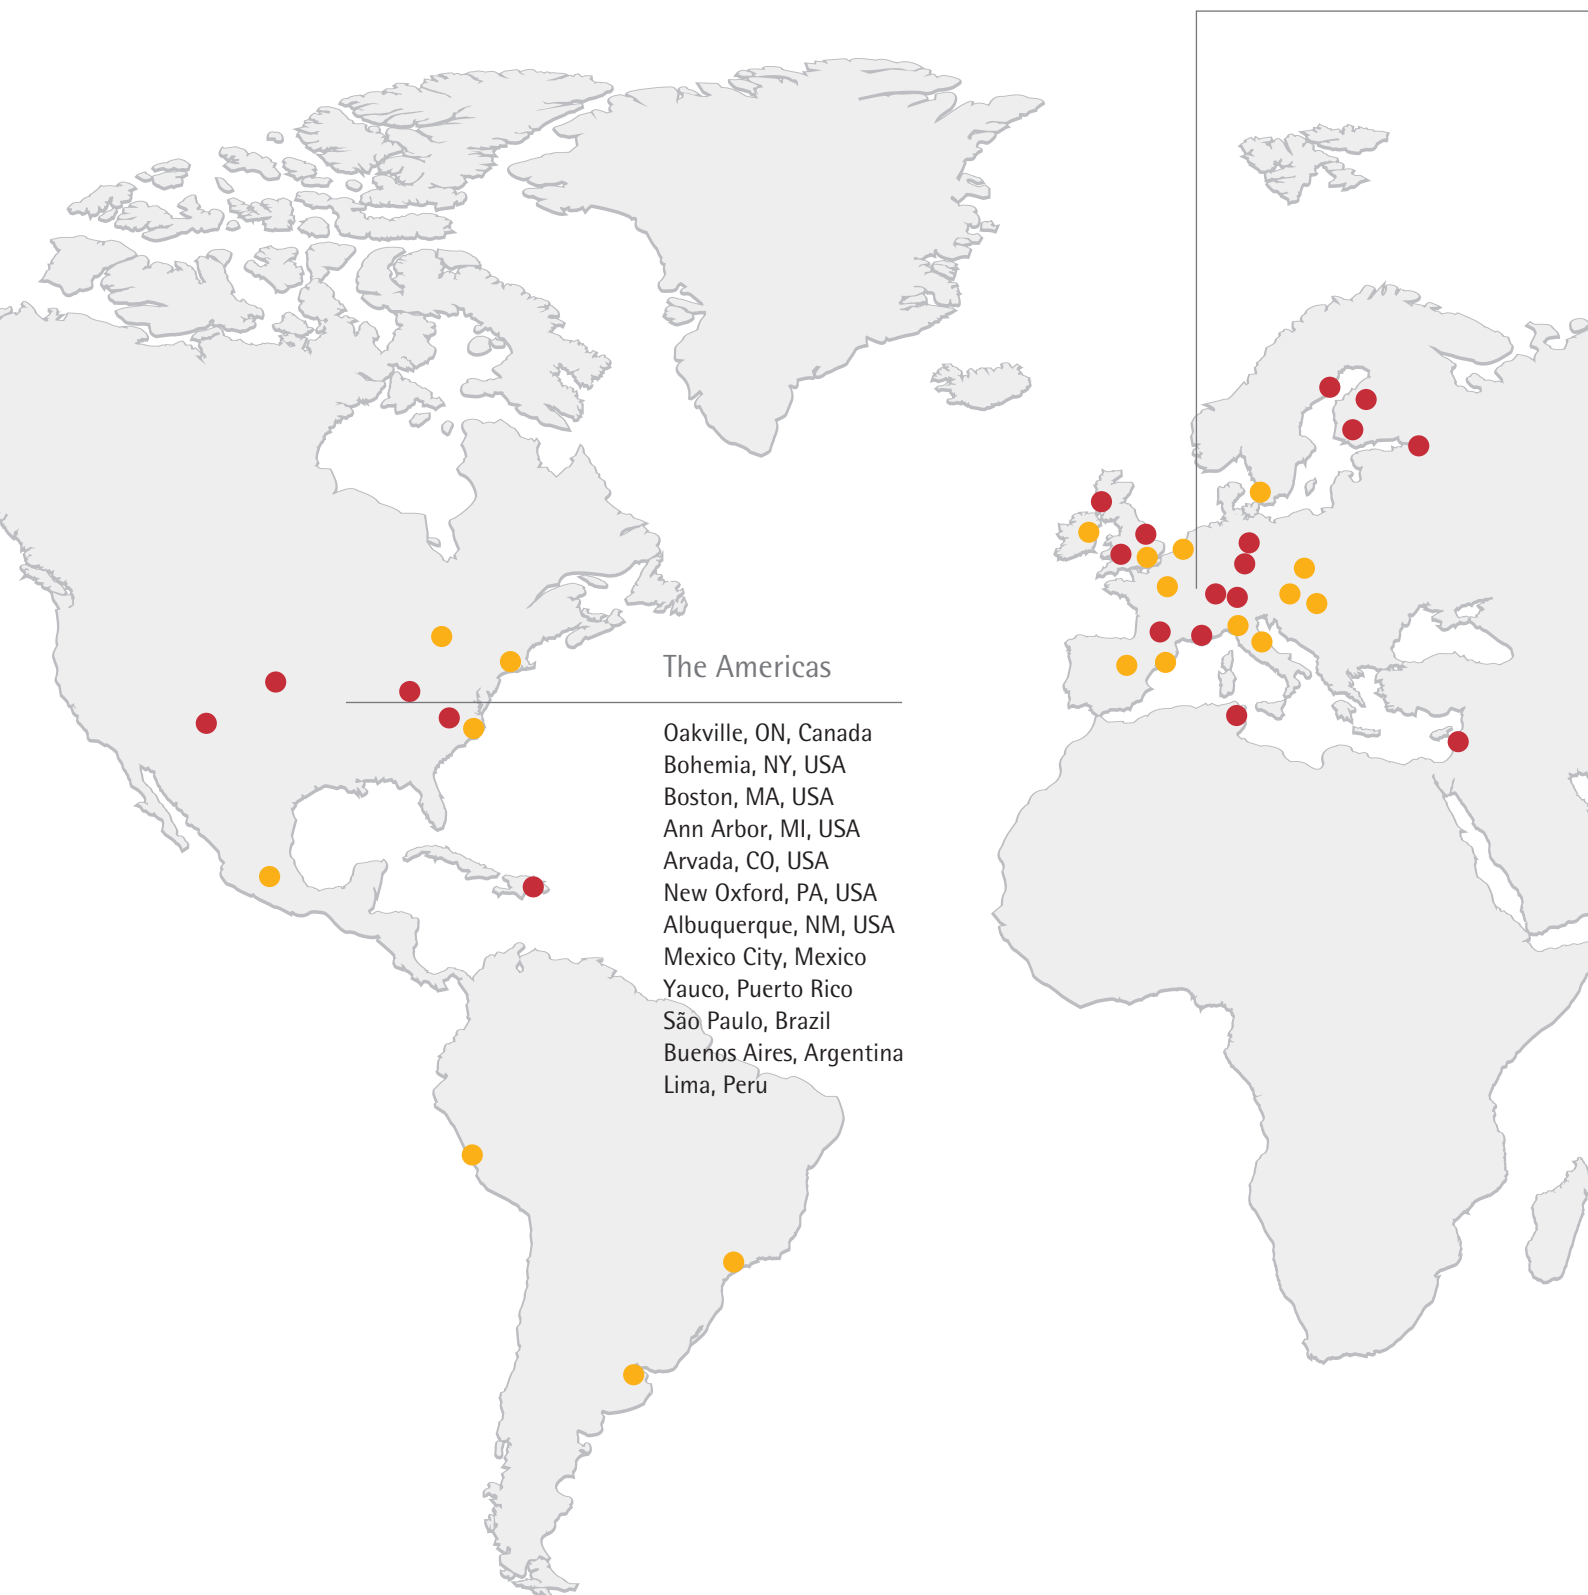 The Americas
Oakville, ON, Canada
Bohemia, NY, USA
Boston, MA, USA
Ann Arbor, MI, USA
Arvada, CO, USA
New Oxford, PA, USA
Albuquerque, NM, USA
Mexico City, Mexico
Yauco, Puerto Rico
São Paulo, Brazil
Buenos Aires, Argentina
Lima, Peru